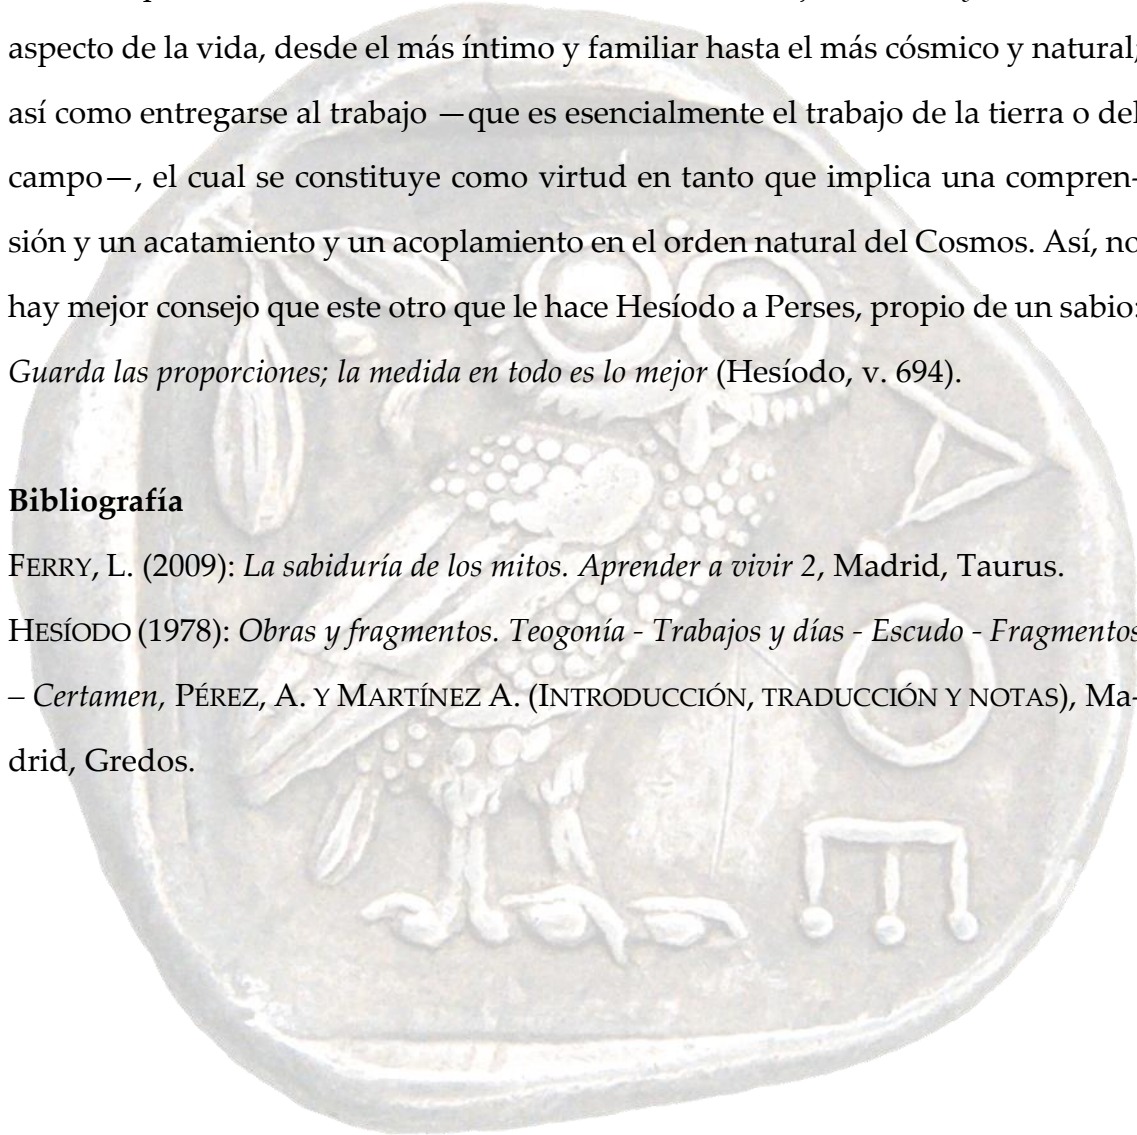 aspecto de la vida, desde el más íntimo y familiar hasta el más cósmico y natural;
así como entregarse al trabajo —que es esencialmente el trabajo de la tierra o del
campo—, el cual se constituye como virtud en tanto que implica una compren-
sión y un acatamiento y un acoplamiento en el orden natural del Cosmos. Así, no
hay mejor consejo que este otro que le hace Hesíodo a Perses, propio de un sabio:
Guarda las proporciones; la medida en todo es lo mejor (Hesíodo, v. 694).
Bibliografía
FERRY, L. (2009): La sabiduría de los mitos. Aprender a vivir 2, Madrid, Taurus.
HESÍODO (1978): Obras y fragmentos. Teogonía - Trabajos y días - Escudo - Fragmentos
– Certamen, PÉREZ, A. Y MARTÍNEZ A. (INTRODUCCIÓN, TRADUCCIÓN Y NOTAS), Ma-
drid, Gredos.
ΑΘΕ